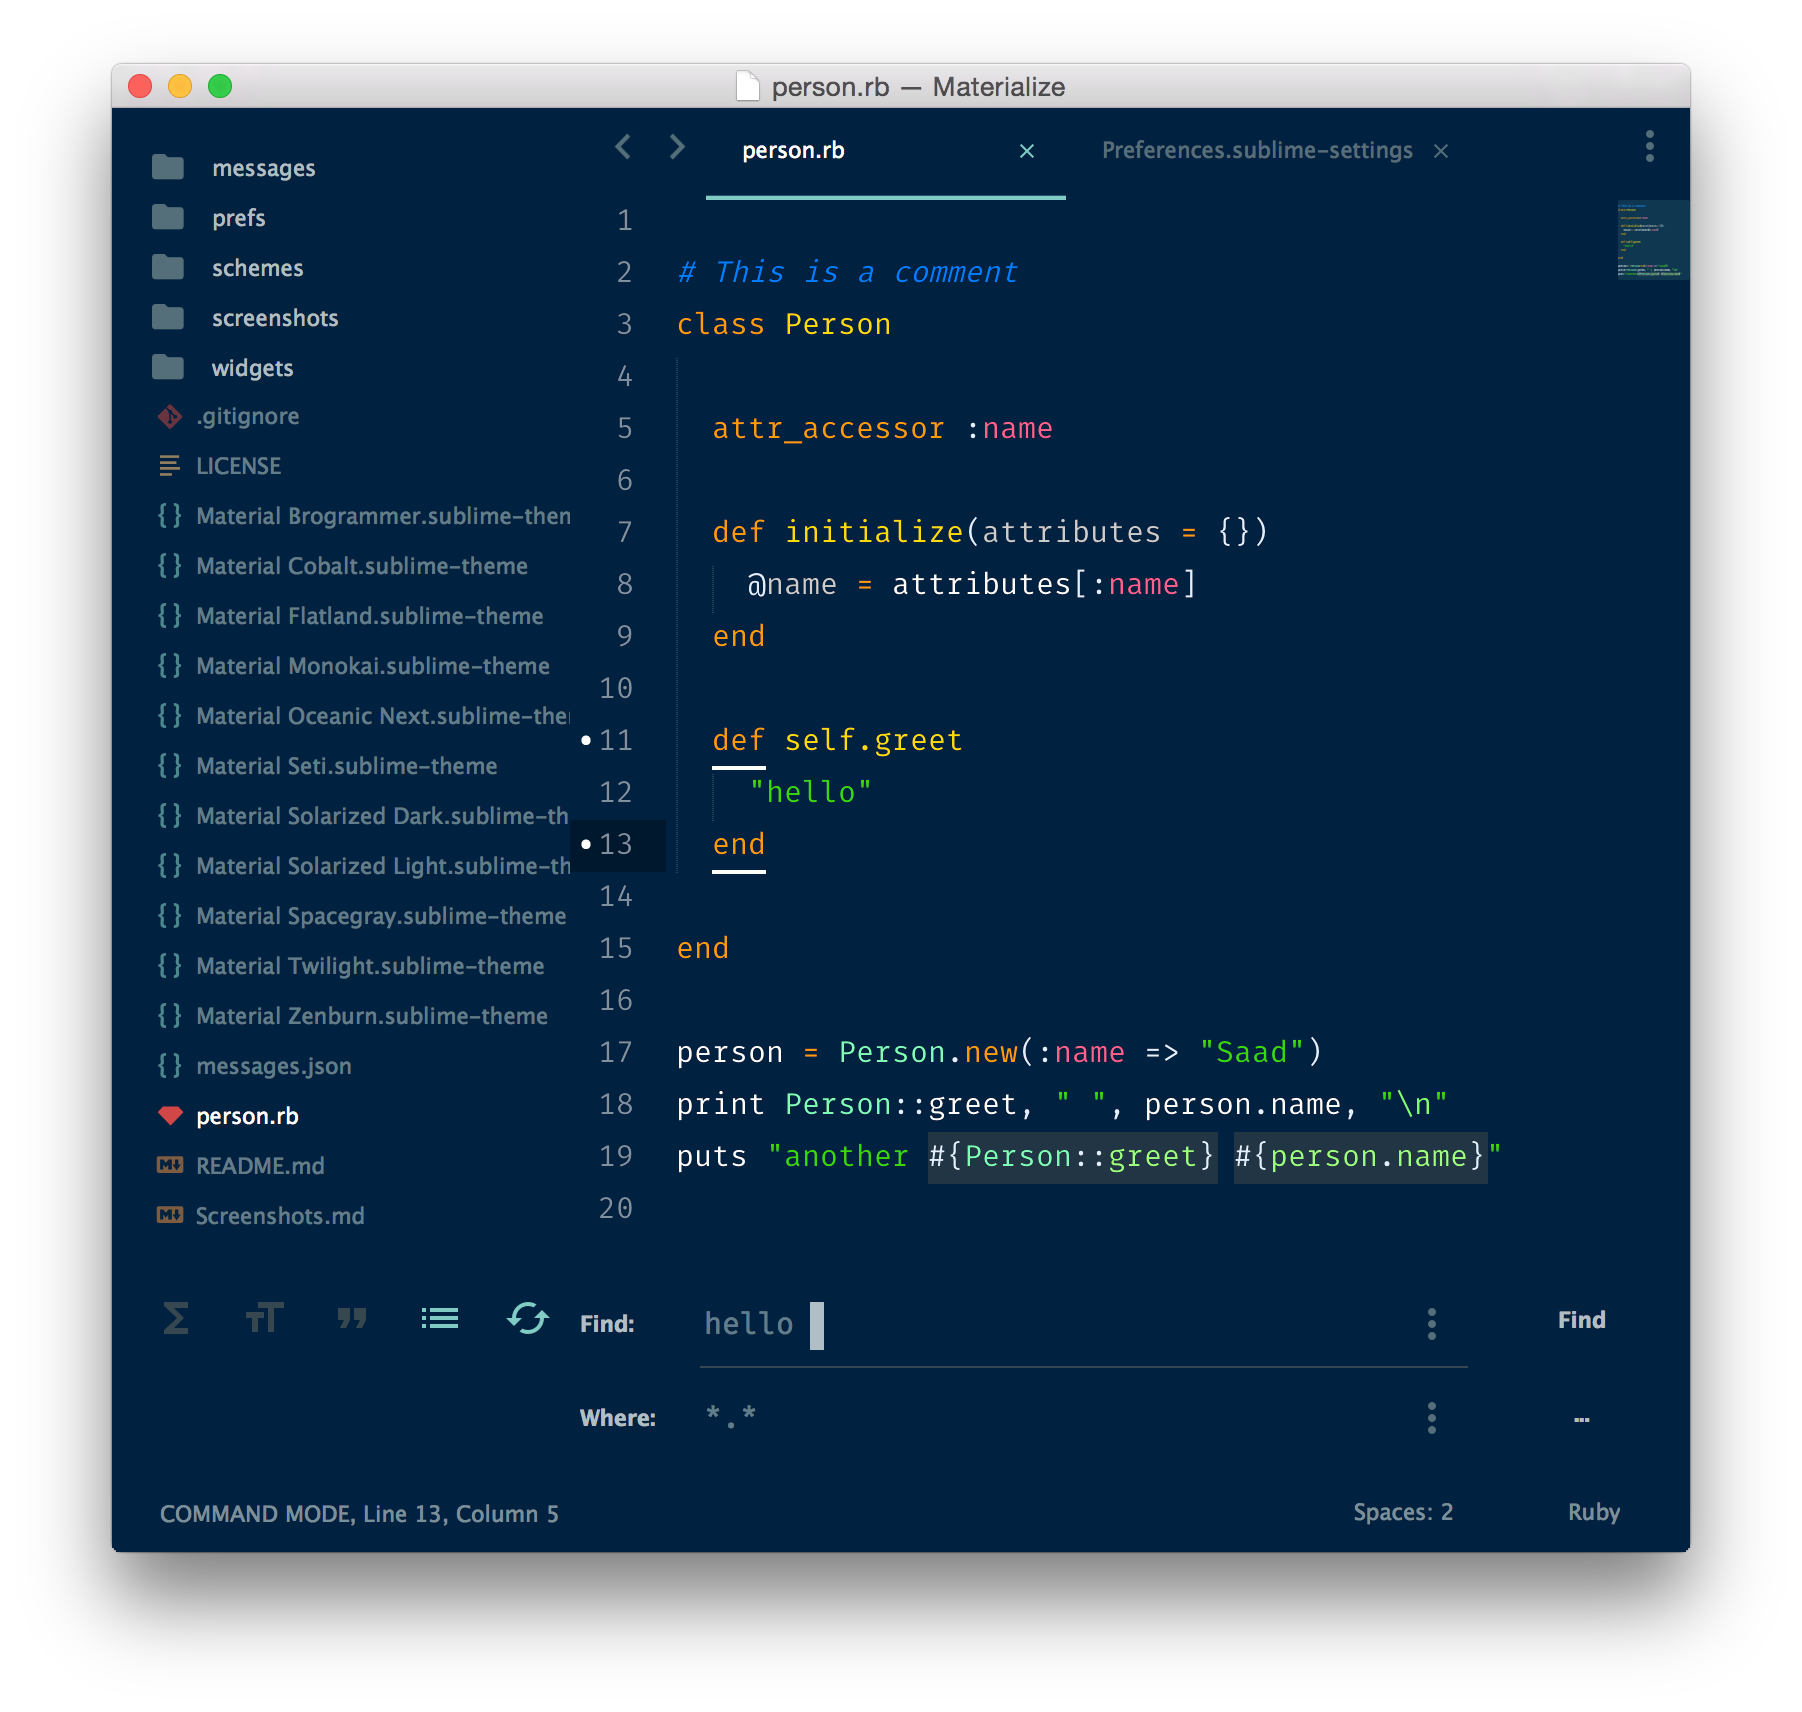 person.rb — Materialize
messages
prefs
schemes
screenshots
widgets
.gitignore
LICENSE
Material Brogrammer.sublime-them
Material Cobalt.sublime-theme
Material Flatland.sublime-theme
Material Monokai.sublime-theme
Material Oceanic Next.sublime-the
Material Seti.sublime-theme
Material Solarized Dark.sublime-th
Material Solarized Light.sublime-th
Material Spacegray.sublime-theme
Material Twilight.sublime-theme
Material Zenburn.sublime-theme
messages.json
person.rb
README.md
Screenshots.md
person.rb × Preferences.sublime-settings ×
1
2 # This is a comment
3 class Person
4
5   attr_accessor :name
6
7   def initialize(attributes = {})
8     @name = attributes[:name]
9   end
10
11   def self.greet
12     "hello"
13   end
14
15 end
16
17 person = Person.new(:name => "Saad")
18 print Person::greet, " ", person.name, "\n"
19 puts "another #{Person::greet} #{person.name}"
20
Find: hello Find
Where: *.* …
COMMAND MODE, Line 13, Column 5 Spaces: 2 Ruby